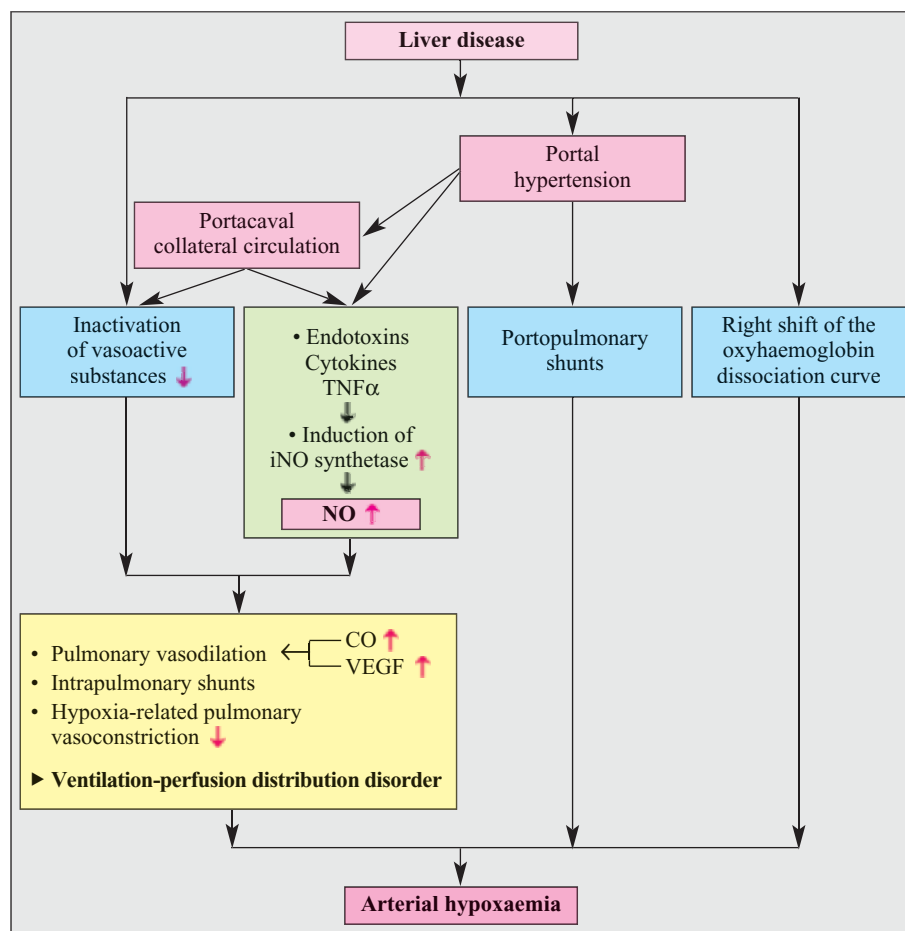 Liver disease
Portal
hypertension
Portacaval
collateral circulation
Inactivation
of vasoactive
substances ↓
• Endotoxins
Cytokines
TNFα
↓
• Induction of
iNO synthetase ↑
↓
NO ↑
Portopulmonary
shunts
Right shift of the
oxyhaemoglobin
dissociation curve
• Pulmonary vasodilation
CO ↑
VEGF ↑
• Intrapulmonary shunts
• Hypoxia-related pulmonary
vasoconstriction ↓
▶ Ventilation-perfusion distribution disorder
Arterial hypoxaemia